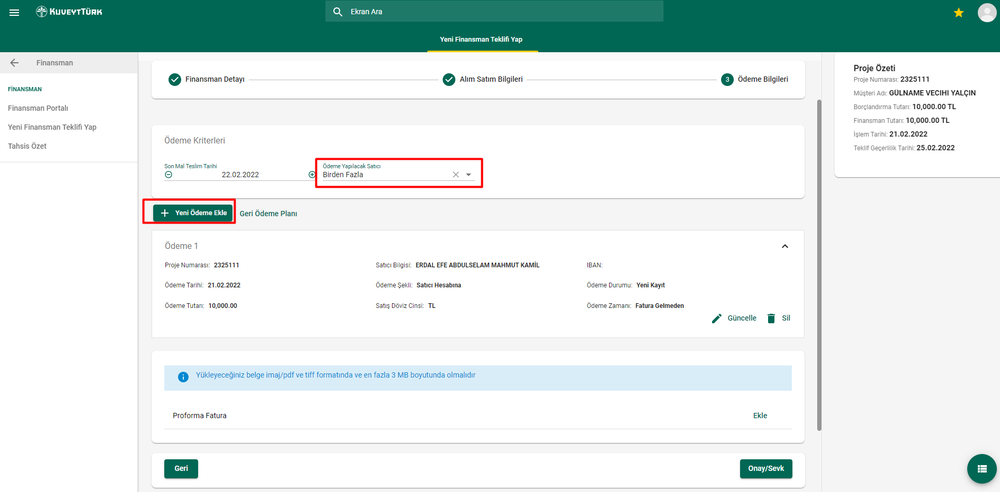 KUVEYTTÜRK
Ekran Ara
Yeni Finansman Teklifi Yap
Finansman
FİNANSMAN
Finansman Portalı
Yeni Finansman Teklifi Yap
Tahsis Özet
Finansman Detayı
Alım Satım Bilgileri
3 Ödeme Bilgileri
Ödeme Kriterleri
Son Mal Teslim Tarihi
22.02.2022
Ödeme Yapılacak Satıcı
Birden Fazla
Yeni Ödeme Ekle
Geri Ödeme Planı
Ödeme 1
Proje Numarası: 2325111
Satıcı Bilgisi: ERDAL EFE ABDULSELAM MAHMUT KAMİL
IBAN:
Ödeme Tarihi: 21.02.2022
Ödeme Şekli: Satıcı Hesabına
Ödeme Durumu: Yeni Kayıt
Ödeme Tutarı: 10,000.00
Satış Döviz Cinsi: TL
Ödeme Zamanı: Fatura Gelmeden
Güncelle
Sil
Yükleyeceğiniz belge imaj/pdf ve tiff formatında ve en fazla 3 MB boyutunda olmalıdır
Proforma Fatura
Ekle
Geri
Onay/Sevk
Proje Özeti
Proje Numarası: 2325111
Müşteri Adı: GÜLNAME VECIHI YALÇIN
Borçlandırma Tutarı: 10,000.00 TL
Finansman Tutarı: 10,000.00 TL
İşlem Tarihi: 21.02.2022
Teklif Geçerlilik Tarihi: 25.02.2022